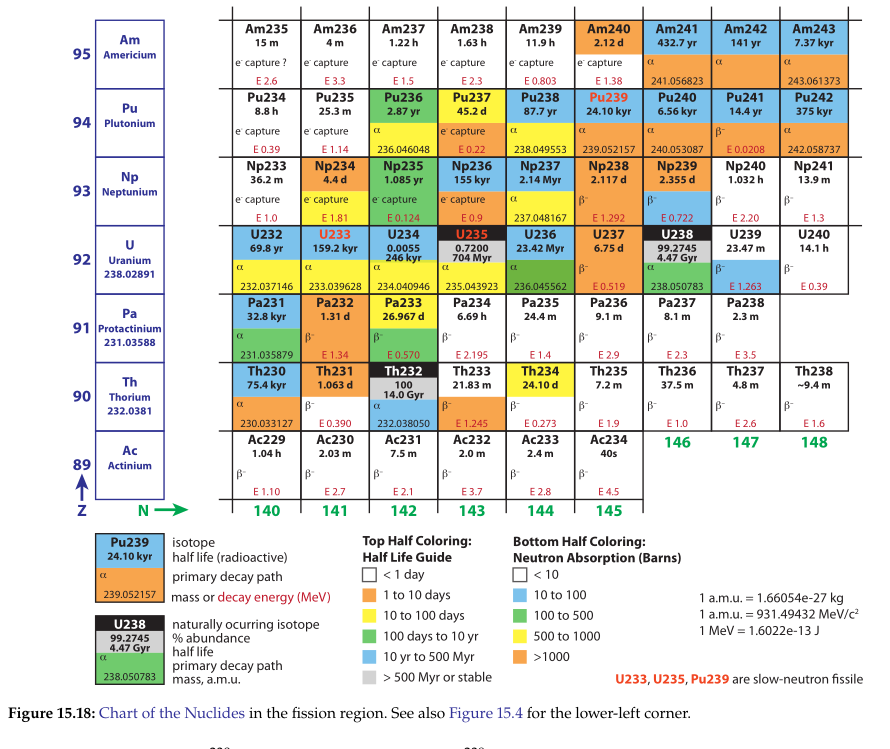 Am235 Am236 Am237 Am238 Am239 Am240 Am241 Am242 Am243
95 Am 15 m 4 m 1.22 h 1.63 h 11.9 h 2.12 d 432.7 yr 141 yr 7.37 kyr
Americium e⁻ capture ? e⁻ capture e⁻ capture e⁻ capture e⁻ capture e⁻ capture α α α
E 2.6 E 3.3 E 1.5 E 2.3 E 0.803 E 1.38 241.056823 243.061373
Pu234 Pu235 Pu236 Pu237 Pu238 Pu239 Pu240 Pu241 Pu242
94 Pu 8.8 h 25.3 m 2.87 yr 45.2 d 87.7 yr 24.10 kyr 6.56 kyr 14.4 yr 375 kyr
Plutonium e⁻ capture e⁻ capture α e⁻ capture α α α β⁻ α
E 0.39 E 1.14 236.046048 E 0.22 238.049553 239.052157 240.053087 E 0.0208 242.058737
Np233 Np234 Np235 Np236 Np237 Np238 Np239 Np240 Np241
93 Np 36.2 m 4.4 d 1.085 yr 155 kyr 2.14 Myr 2.117 d 2.355 d 1.032 h 13.9 m
Neptunium e⁻ capture e⁻ capture e⁻ capture e⁻ capture α β⁻ β⁻ β⁻ β⁻
E 1.0 E 1.81 E 0.124 E 0.9 237.048167 E 1.292 E 0.722 E 2.20 E 1.3
U232 U233 U234 U235 U236 U237 U238 U239 U240
92 U 69.8 yr 159.2 kyr 0.0055 0.7200 23.42 Myr 6.75 d 99.2745 23.47 m 14.1 h
Uranium 246 kyr 704 Myr 4.47 Gyr
238.02891 α α α α α β⁻ α β⁻ β⁻
232.037146 233.039628 234.040946 235.043923 236.045562 E 0.519 238.050783 E 1.263 E 0.39
Pa231 Pa232 Pa233 Pa234 Pa235 Pa236 Pa237 Pa238
91 Pa 32.8 kyr 1.31 d 26.967 d 6.69 h 24.4 m 9.1 m 8.1 m 2.3 m
Protactinium
231.03588 α β⁻ β⁻ β⁻ β⁻ β⁻ β⁻ β⁻
231.035879 E 1.34 E 0.570 E 2.195 E 1.4 E 2.9 E 2.3 E 3.5
Th230 Th231 Th232 Th233 Th234 Th235 Th236 Th237 Th238
90 Th 75.4 kyr 1.063 d 100 21.83 m 24.10 d 7.2 m 37.5 m 4.8 m ~9.4 m
Thorium 14.0 Gyr
232.0381 α β⁻ α β⁻ β⁻ β⁻ β⁻ β⁻ β⁻
230.033127 E 0.390 232.038050 E 1.245 E 0.273 E 1.9 E 1.0 E 2.6 E 1.6
Ac229 Ac230 Ac231 Ac232 Ac233 Ac234 146 147 148
89 Ac 1.04 h 2.03 m 7.5 m 2.0 m 2.4 m 40s
Actinium β⁻ β⁻ β⁻ β⁻ β⁻ β⁻
E 1.10 E 2.7 E 2.1 E 3.7 E 2.8 E 4.5
Z N 140 141 142 143 144 145
Pu239 isotope
24.10 kyr half life (radioactive)
α primary decay path
239.052157 mass or decay energy (MeV)
U238 naturally ocurring isotope
99.2745 % abundance
4.47 Gyr half life
α primary decay path
238.050783 mass, a.m.u.
Top Half Coloring:
Half Life Guide
< 1 day
1 to 10 days
10 to 100 days
100 days to 10 yr
10 yr to 500 Myr
> 500 Myr or stable
Bottom Half Coloring:
Neutron Absorption (Barns)
< 10
10 to 100
100 to 500
500 to 1000
>1000
1 a.m.u. = 1.66054e-27 kg
1 a.m.u. = 931.49432 MeV/c²
1 MeV = 1.6022e-13 J
U233, U235, Pu239 are slow-neutron fissile
Figure 15.18: Chart of the Nuclides in the fission region. See also Figure 15.4 for the lower-left corner.